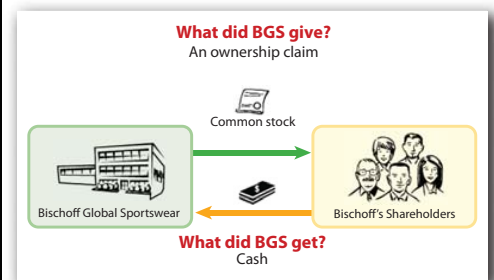 What did BGS give?
An ownership claim
Common stock
Bischoff Global Sportswear
Bischoff's Shareholders
What did BGS get?
Cash